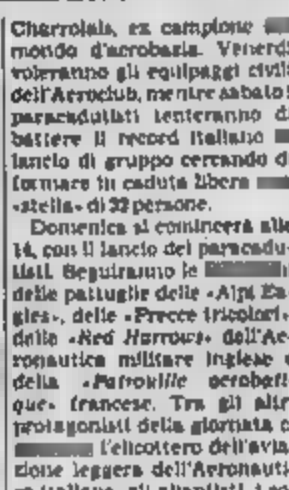 Charrolais, ex campione
mondo d'acrobazia. Venerdì
voleranno gli equipaggi civili
dell'Aeroclub, mentre sabato i
paracadutisti tenteranno di
battere il record italiano
lancio di gruppo cercando di
formare in caduta libera
«stella» di 32 persone.
Domenica si comincerà alle
14, con il lancio dei paracadu-
tisti. Seguiranno le
delle pattuglie delle «Alpi Ea-
gles», delle «Frecce tricolori»,
delle «Red Harrows» dell'Ae-
ronautica militare inglese e
della «Patrouille acrobati-
que» francese. Tra gli altri
protagonisti della giornata
l'elicottero dell'avia-
zione leggera dell'Aeronauti-